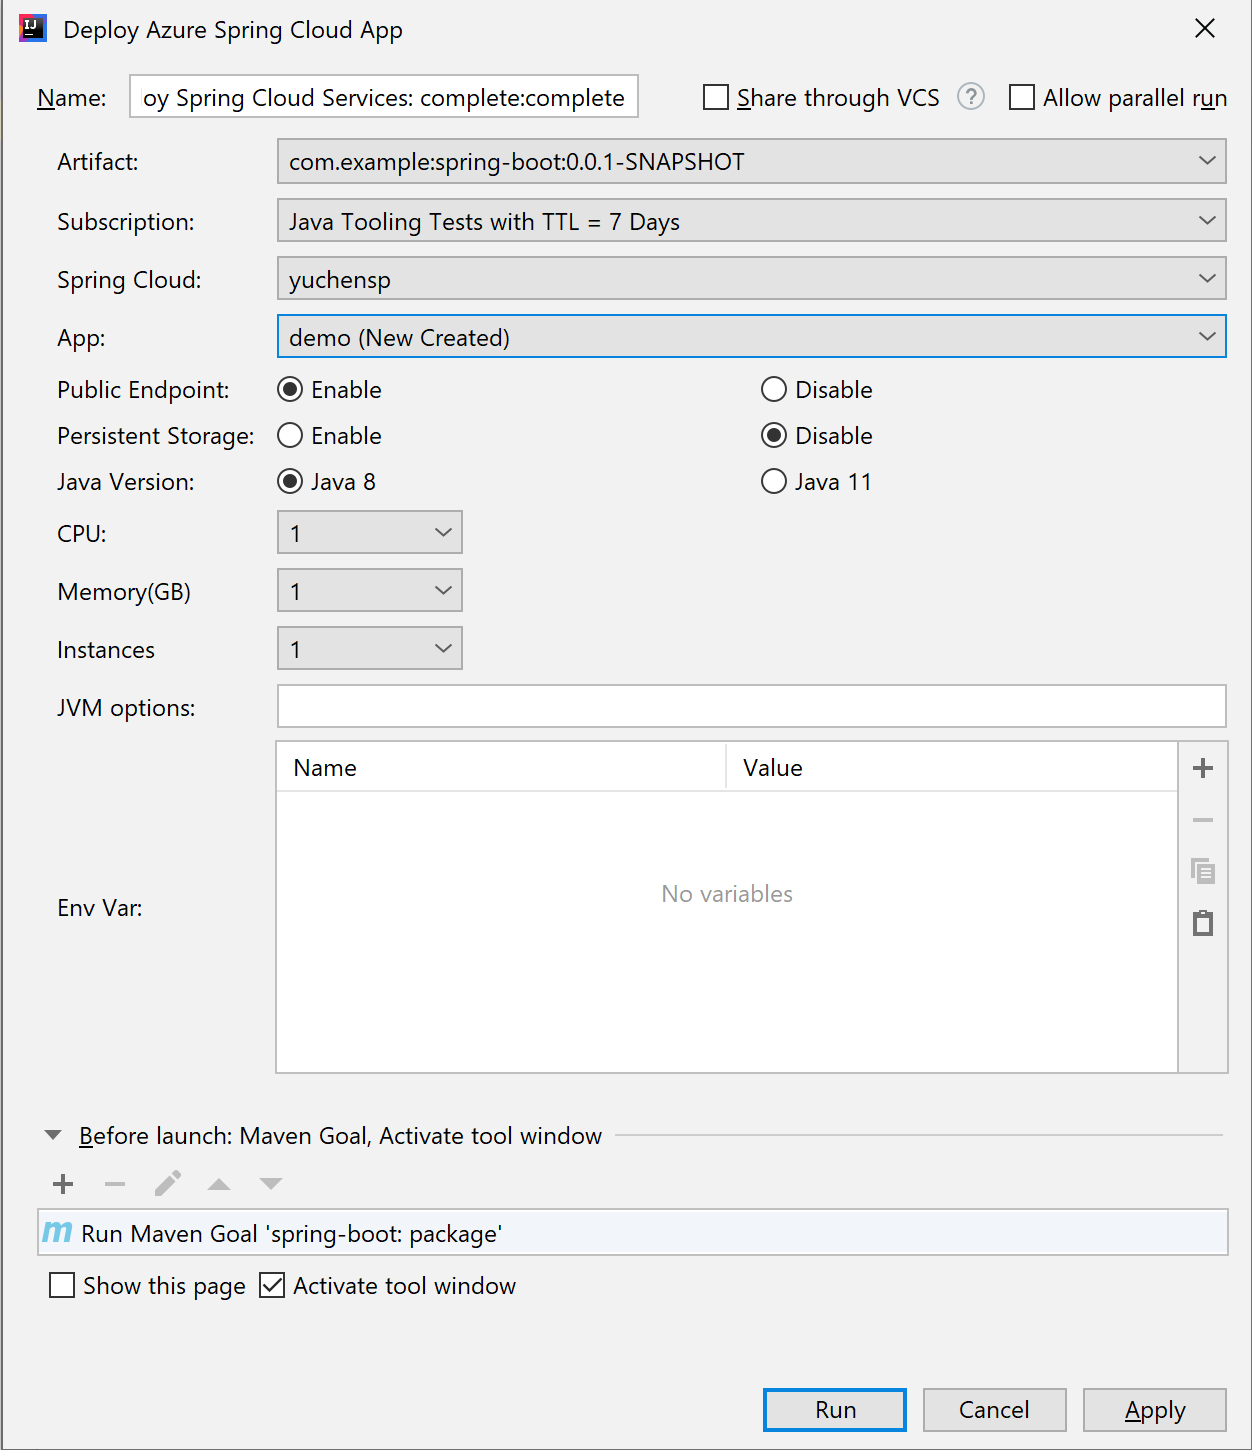 Deploy Azure Spring Cloud App
Name: oy Spring Cloud Services: complete:complete Share through VCS ? Allow parallel run
Artifact: com.example:spring-boot:0.0.1-SNAPSHOT
Subscription: Java Tooling Tests with TTL = 7 Days
Spring Cloud: yuchensp
App: demo (New Created)
Public Endpoint: Enable Disable
Persistent Storage: Enable Disable
Java Version: Java 8 Java 11
CPU: 1
Memory(GB) 1
Instances 1
JVM options:
Name Value
No variables
Env Var:
Before launch: Maven Goal, Activate tool window
m Run Maven Goal 'spring-boot: package'
Show this page Activate tool window
Run Cancel Apply